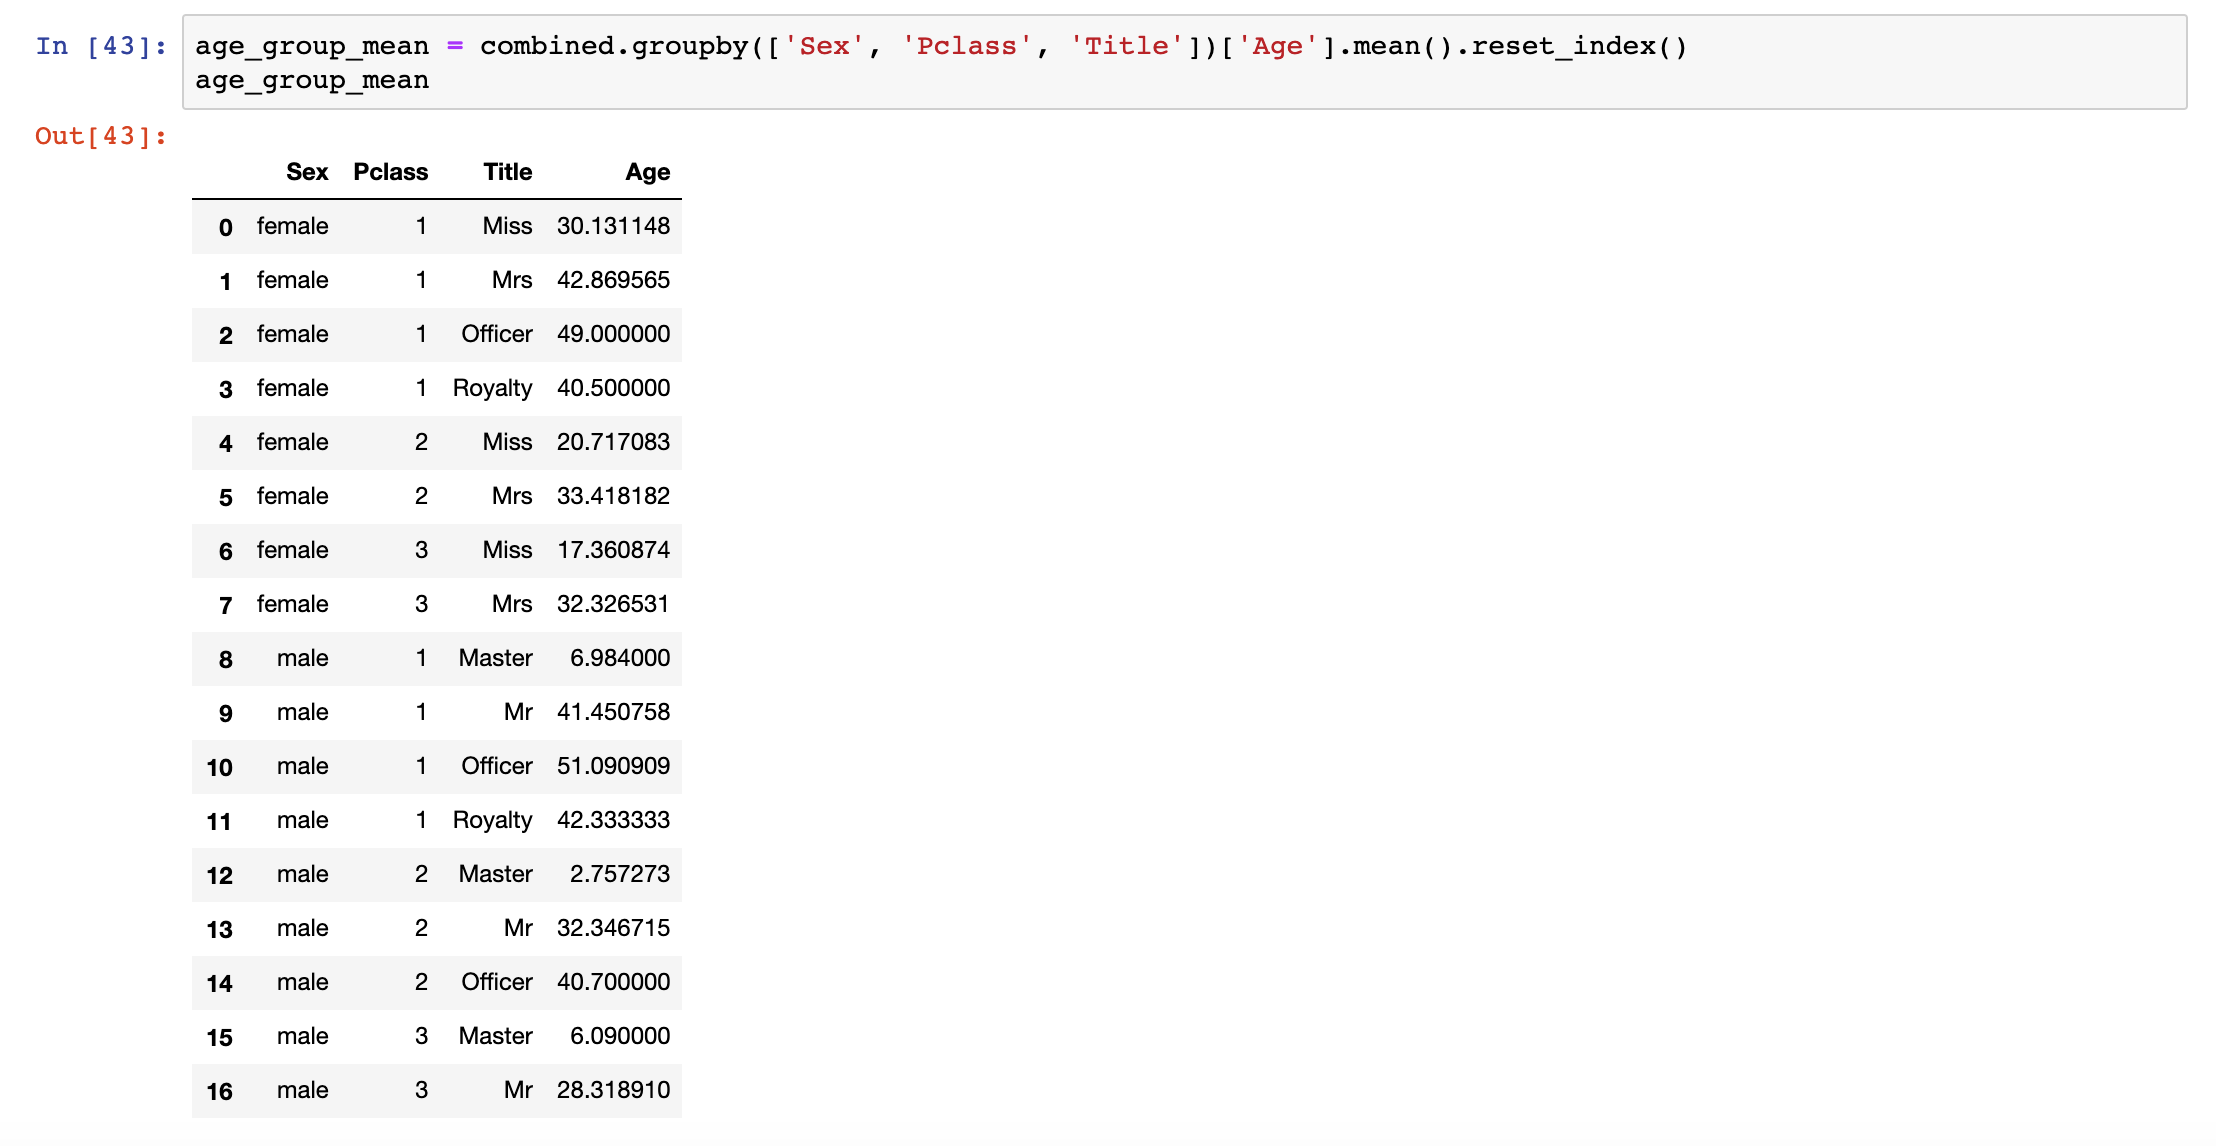 In [43]: age_group_mean = combined.groupby(['Sex', 'Pclass', 'Title'])['Age'].mean().reset_index()
age_group_mean
Out[43]:
Sex Pclass Title Age
0 female 1 Miss 30.131148
1 female 1 Mrs 42.869565
2 female 1 Officer 49.000000
3 female 1 Royalty 40.500000
4 female 2 Miss 20.717083
5 female 2 Mrs 33.418182
6 female 3 Miss 17.360874
7 female 3 Mrs 32.326531
8 male 1 Master 6.984000
9 male 1 Mr 41.450758
10 male 1 Officer 51.090909
11 male 1 Royalty 42.333333
12 male 2 Master 2.757273
13 male 2 Mr 32.346715
14 male 2 Officer 40.700000
15 male 3 Master 6.090000
16 male 3 Mr 28.318910